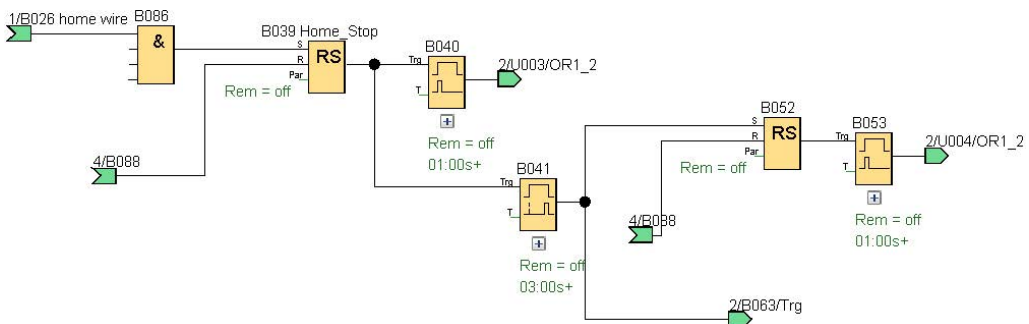 1/B026 home wire
B086
&
B039 Home_Stop
S
R
Par
RS
Rem = off
B040
Trg
T
Rem = off
01:00s+
2/U003/OR1_2
4/B088
B041
Trg
T
Rem = off
03:00s+
B052
S
R
Par
RS
Rem = off
4/B088
B053
Trg
T
Rem = off
01:00s+
2/U004/OR1_2
2/B063/Trg